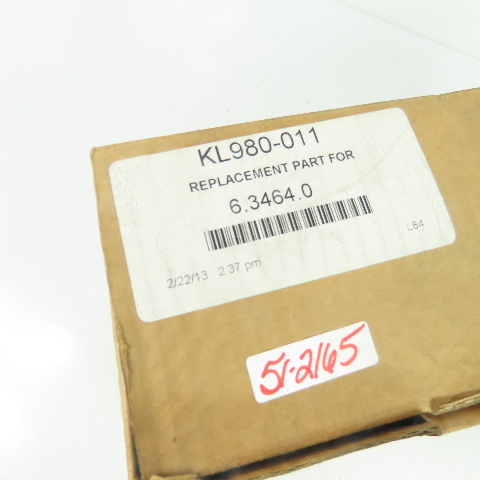 KL980-011
REPLACEMENT PART FOR
6.3464.0
L84
2/22/13 2:37 pm
51-2165